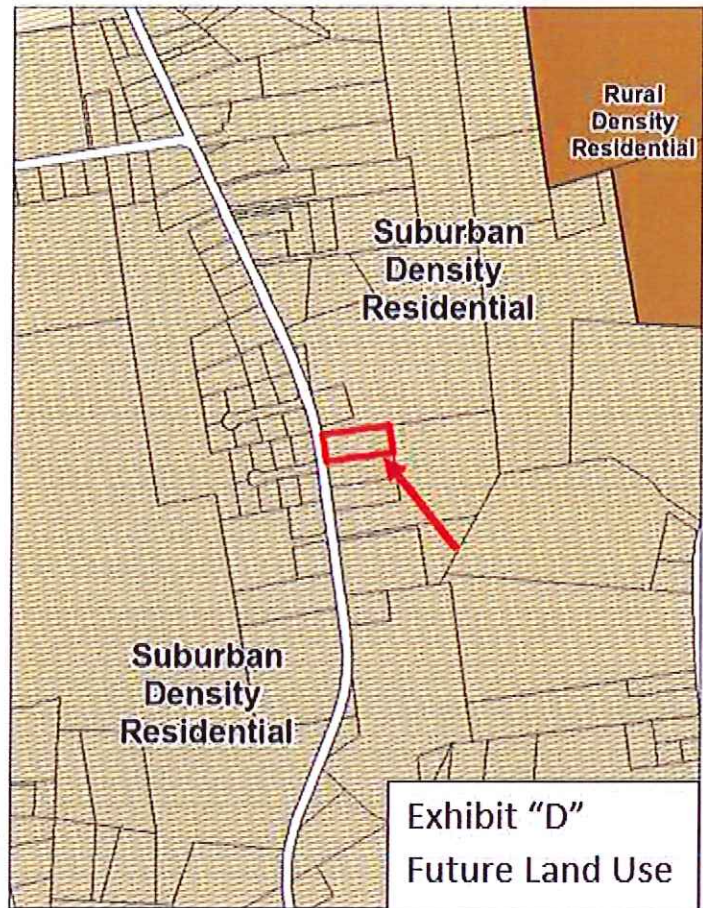 Rural
Density
Residential
Suburban
Density
Residential
Suburban
Density
Residential
Exhibit “D”
Future Land Use